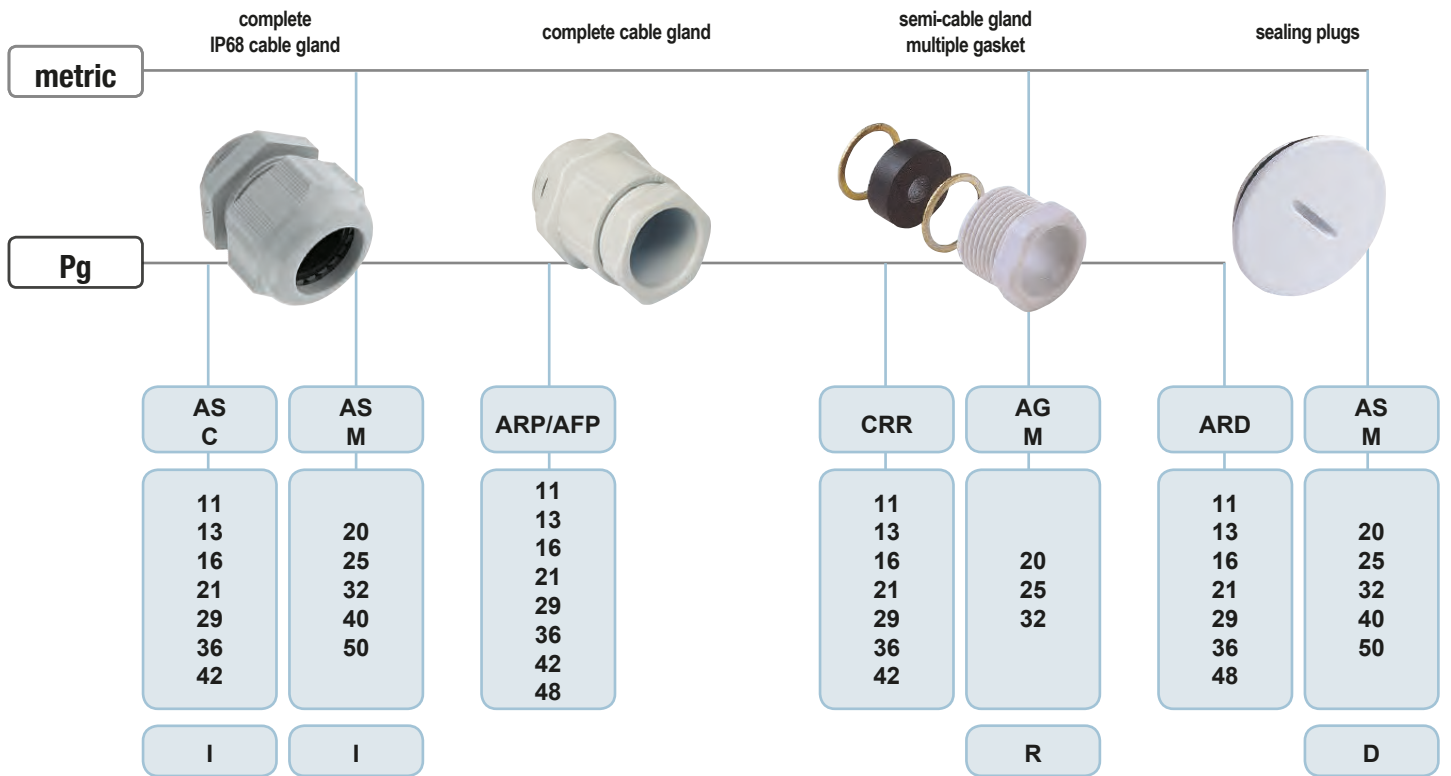 complete
IP68 cable gland
complete cable gland
semi-cable gland
multiple gasket
sealing plugs
metric
Pg
AS
C
11
13
16
21
29
36
42
I
AS
M
20
25
32
40
50
I
ARP/AFP
11
13
16
21
29
36
42
48
CRR
11
13
16
21
29
36
42
AG
M
20
25
32
R
ARD
11
13
16
21
29
36
48
AS
M
20
25
32
40
50
D